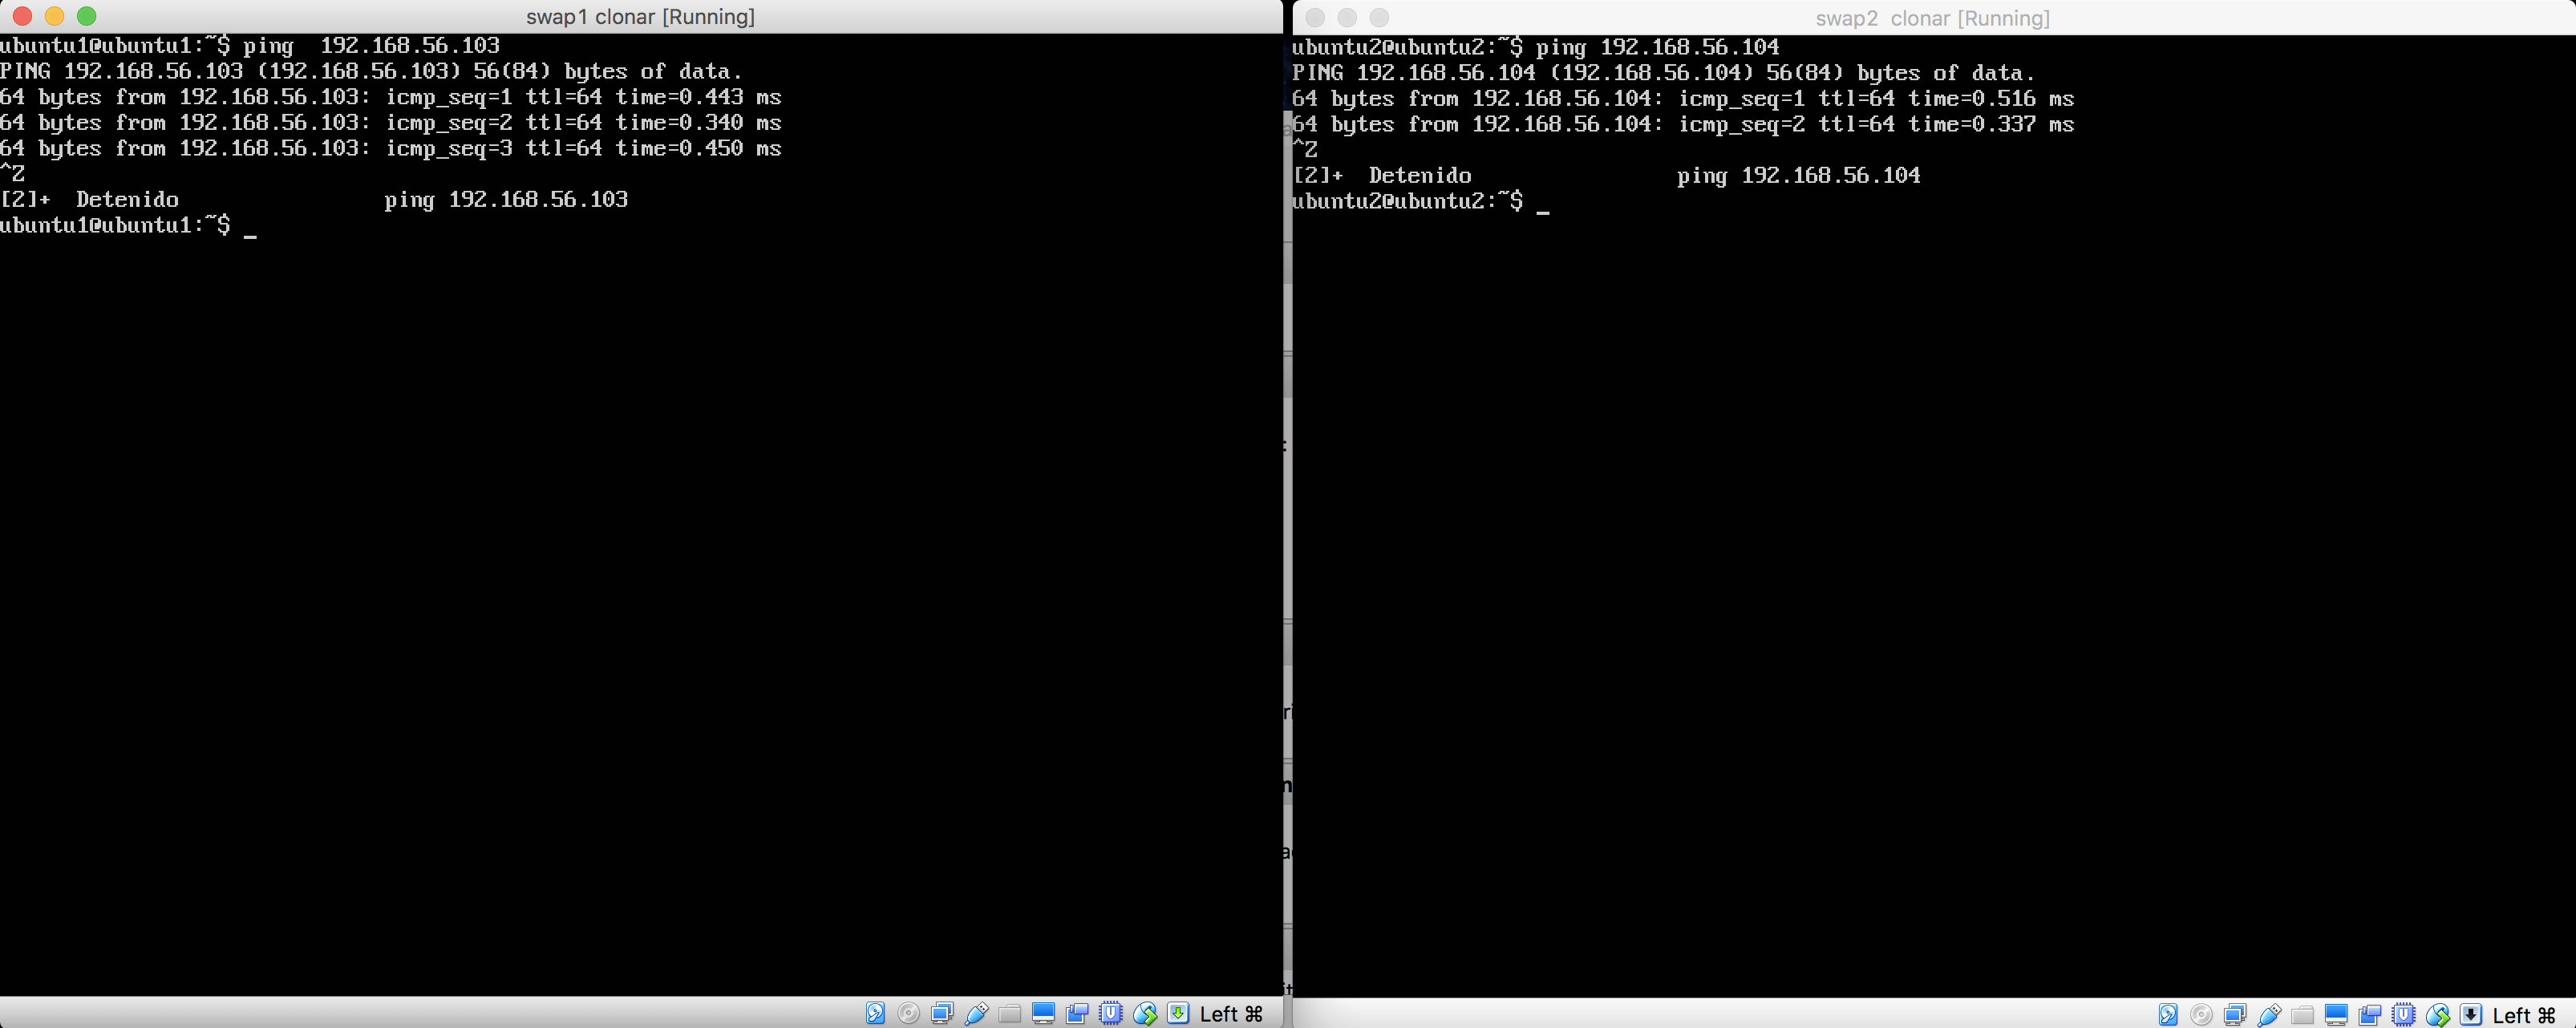 swap1 clonar [Running]
ubuntu1@ubuntu1:~$ ping  192.168.56.103
PING 192.168.56.103 (192.168.56.103) 56(84) bytes of data.
64 bytes from 192.168.56.103: icmp_seq=1 ttl=64 time=0.443 ms
64 bytes from 192.168.56.103: icmp_seq=2 ttl=64 time=0.340 ms
64 bytes from 192.168.56.103: icmp_seq=3 ttl=64 time=0.450 ms
^Z
[2]+  Detenido                ping 192.168.56.103
ubuntu1@ubuntu1:~$ _
Left ⌘
swap2  clonar [Running]
ubuntu2@ubuntu2:~$ ping 192.168.56.104
PING 192.168.56.104 (192.168.56.104) 56(84) bytes of data.
64 bytes from 192.168.56.104: icmp_seq=1 ttl=64 time=0.516 ms
64 bytes from 192.168.56.104: icmp_seq=2 ttl=64 time=0.337 ms
^Z
[2]+  Detenido                ping 192.168.56.104
ubuntu2@ubuntu2:~$ _
Left ⌘